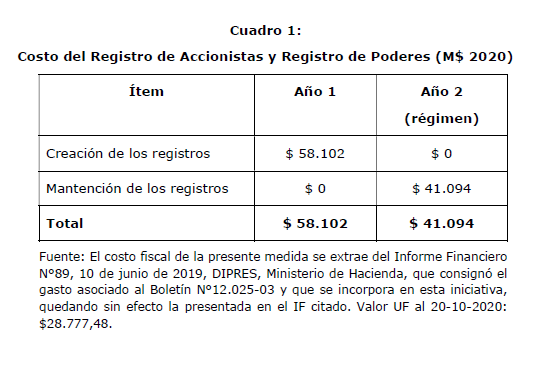 Cuadro 1:
Costo del Registro de Accionistas y Registro de Poderes (M$ 2020)
Ítem Año 1 Año 2
(régimen)
Creación de los registros $ 58.102 $ 0
Mantención de los registros $ 0 $ 41.094
Total $ 58.102 $ 41.094
Fuente: El costo fiscal de la presente medida se extrae del Informe Financiero
N°89, 10 de junio de 2019, DIPRES, Ministerio de Hacienda, que consignó el
gasto asociado al Boletín N°12.025-03 y que se incorpora en esta iniciativa,
quedando sin efecto la presentada en el IF citado. Valor UF al 20-10-2020:
$28.777,48.